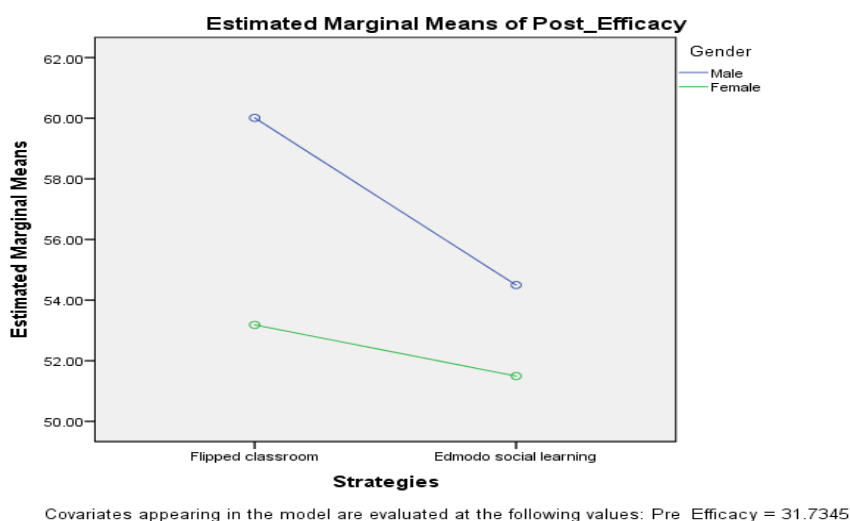 Estimated Marginal Means of Post_Efficacy
Gender
Male
Female
Estimated Marginal Means
62.00
60.00
58.00
56.00
54.00
52.00
50.00
Flipped classroom
Edmodo social learning
Strategies
Covariates appearing in the model are evaluated at the following values: Pre_Efficacy = 31.7345